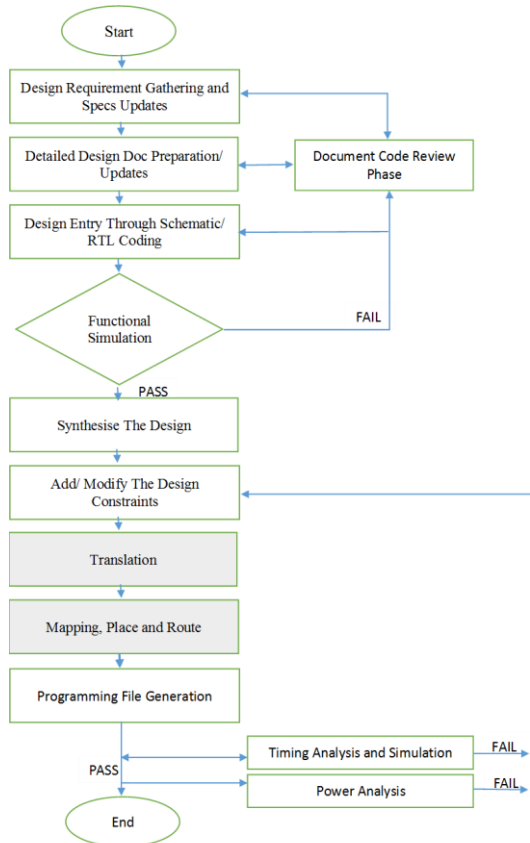 Start
Design Requirement Gathering and
Specs Updates
Detailed Design Doc Preparation/
Updates
Document Code Review
Phase
Design Entry Through Schematic/
RTL Coding
Functional
Simulation
FAIL
PASS
Synthesise The Design
Add/ Modify The Design
Constraints
Translation
Mapping, Place and Route
Programming File Generation
Timing Analysis and Simulation
FAIL
PASS
Power Analysis
FAIL
End